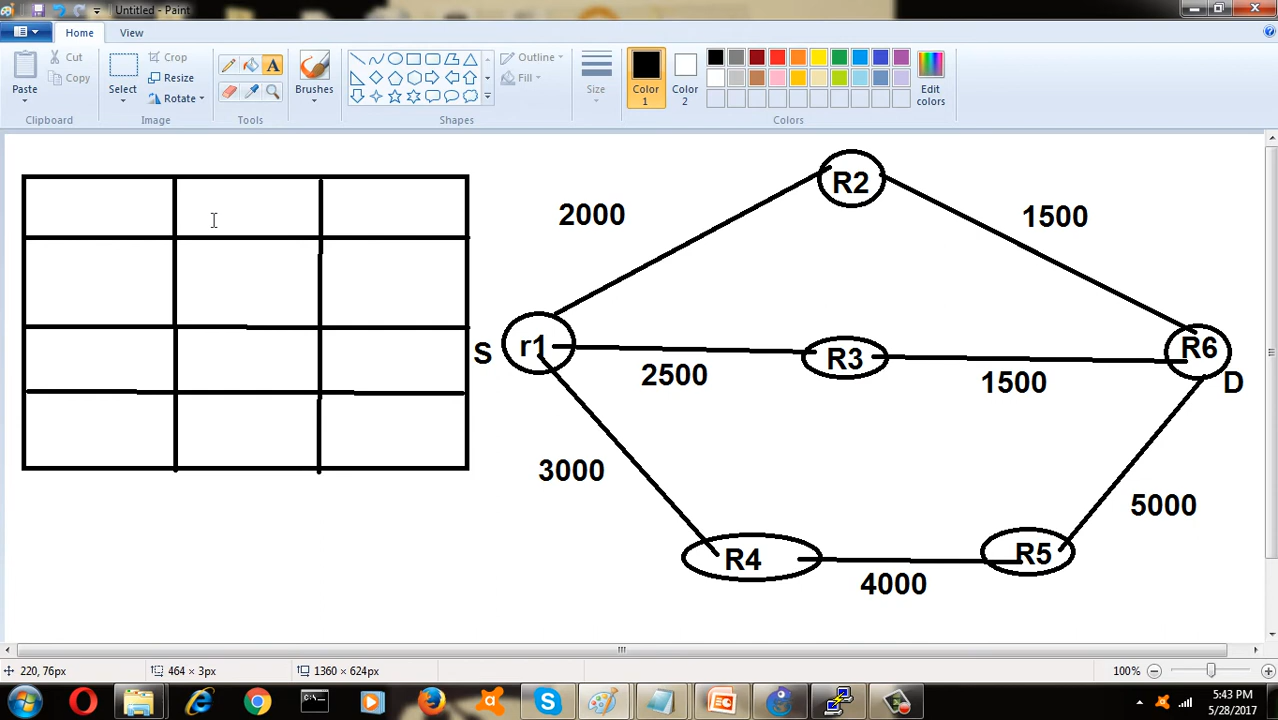 Untitled - Paint
Home
View
Paste
Cut
Copy
Clipboard
Select
Crop
Resize
Rotate
Image
Tools
Brushes
Shapes
Outline
Fill
Size
Color
1
Color
2
Edit
colors
Colors
R2
2000
1500
S
r1
2500
R3
1500
R6
D
3000
5000
R4
4000
R5
220, 76px
464 × 3px
1360 × 624px
100%
5:43 PM
5/28/2017